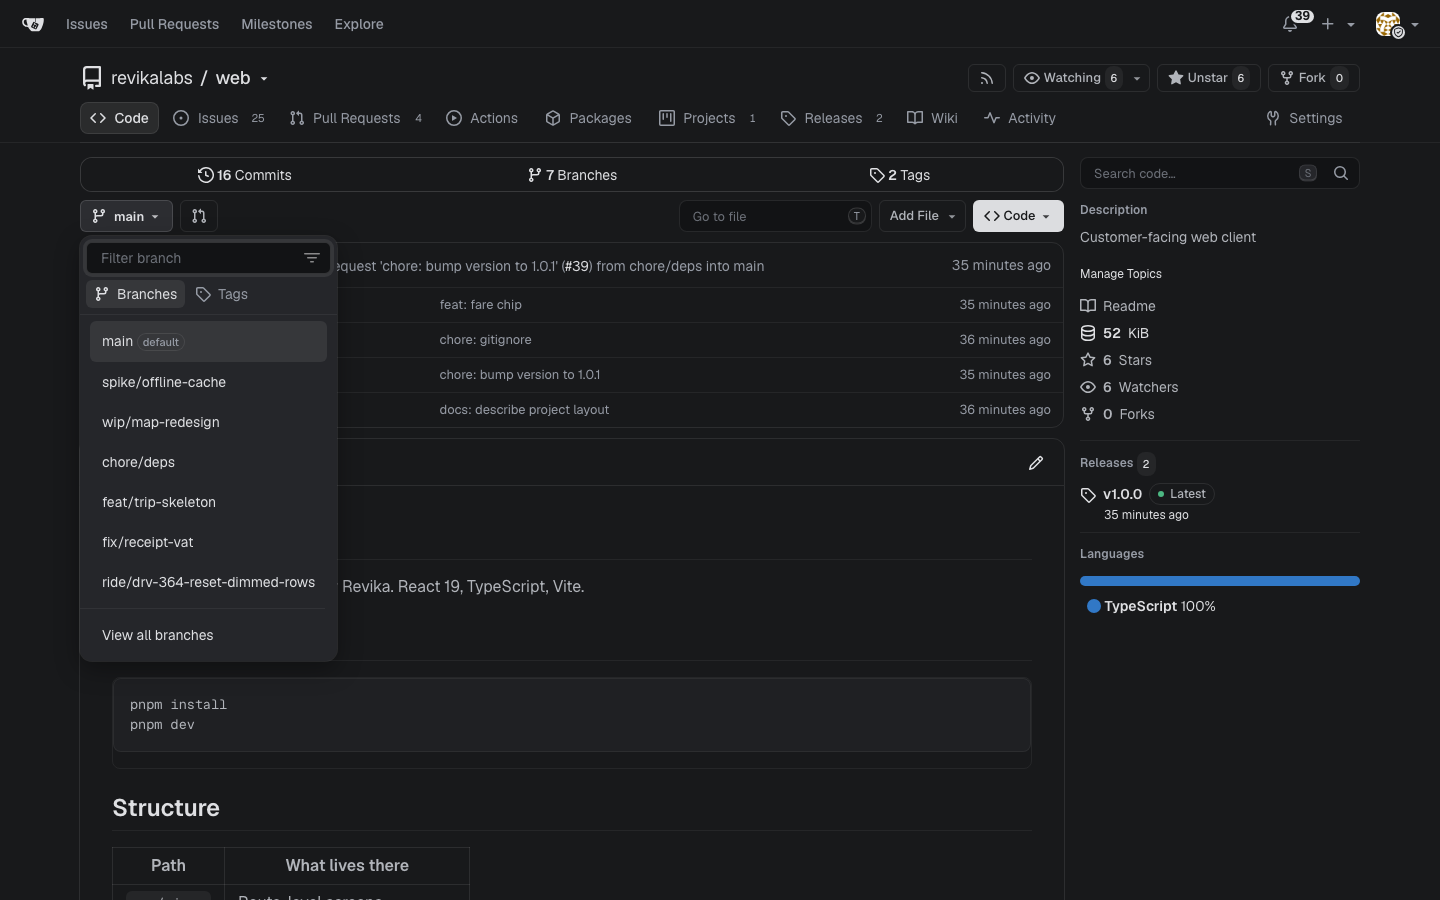 Issues Pull Requests Milestones Explore 39
revikalabs / web Watching 6 Unstar 6 Fork 0
Code Issues 25 Pull Requests 4 Actions Packages Projects 1 Releases 2 Wiki Activity Settings
16 Commits 7 Branches 2 Tags
main Go to file T Add File Code
Filter branch
Branches Tags
main default
spike/offline-cache
wip/map-redesign
chore/deps
feat/trip-skeleton
fix/receipt-vat
ride/drv-364-reset-dimmed-rows
View all branches
equest 'chore: bump version to 1.0.1' (#39) from chore/deps into main 35 minutes ago
feat: fare chip 35 minutes ago
chore: gitignore 36 minutes ago
chore: bump version to 1.0.1 35 minutes ago
docs: describe project layout 36 minutes ago
Revika. React 19, TypeScript, Vite.
pnpm install
pnpm dev
Structure
Path What lives there
Search code... S
Description
Customer-facing web client
Manage Topics
Readme
52 KiB
6 Stars
6 Watchers
0 Forks
Releases 2
v1.0.0 Latest
35 minutes ago
Languages
TypeScript 100%